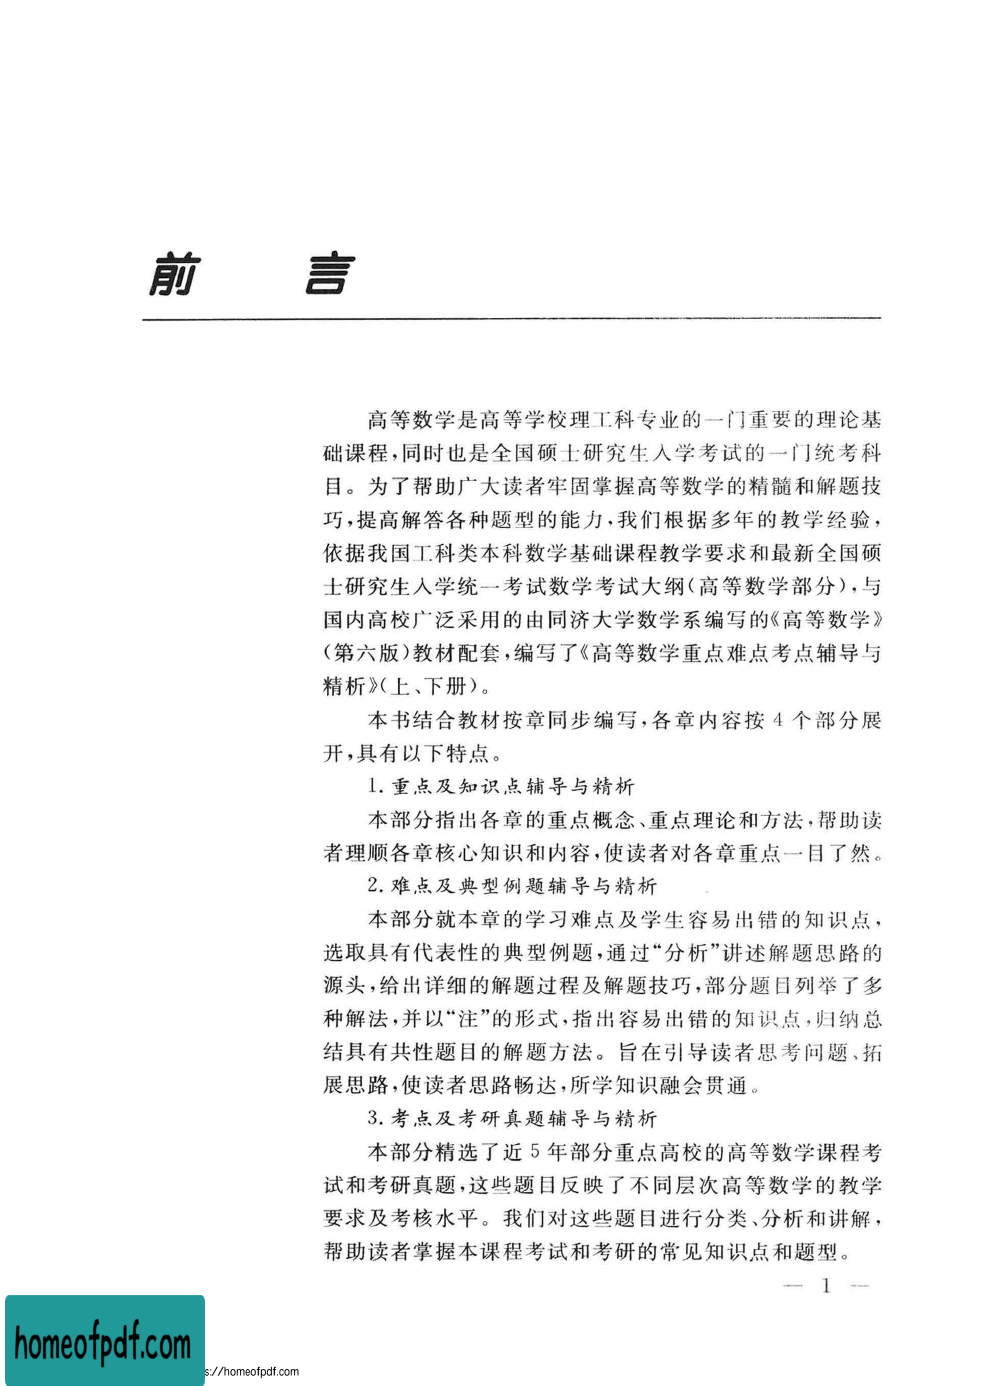 前 言
高等数学是高等学校理工科专业的一门重要的理论基
础课程,同时也是全国硕士研究生入学考试的一门统考科
目。为了帮助广大读者牢固掌握高等数学的精髓和解题技
巧,提高解答各种题型的能力,我们根据多年的教学经验,
依据我国工科类本科数学基础课程教学要求和最新全国硕
士研究生入学统一考试数学考试大纲(高等数学部分),与
国内高校广泛采用的由同济大学数学系编写的《高等数学》
(第六版)教材配套,编写了《高等数学重点难点考点辅导与
精析》(上、下册)。
本书结合教材按章同步编写,各章内容按 4 个部分展
开,具有以下特点。
1. 重点及知识点辅导与精析
本部分指出各章的重点概念、重点理论和方法,帮助读
者理顺各章核心知识和内容,使读者对各章重点一目了然。
2. 难点及典型例题辅导与精析
本部分就本章的学习难点及学生容易出错的知识点,
选取具有代表性的典型例题,通过“分析”讲述解题思路的
源头,给出详细的解题过程及解题技巧,部分题目列举了多
种解法,并以“注”的形式,指出容易出错的知识点,归纳总
结具有共性题目的解题方法。旨在引导读者思考问题、拓
展思路,使读者思路畅达,所学知识融会贯通。
3. 考点及考研真题辅导与精析
本部分精选了近 5 年部分重点高校的高等数学课程考
试和考研真题,这些题目反映了不同层次高等数学的教学
要求及考核水平。我们对这些题目进行分类、分析和讲解,
帮助读者掌握本课程考试和考研的常见知识点和题型。
— 1 —
homeofpdf.com
s://homeofpdf.com